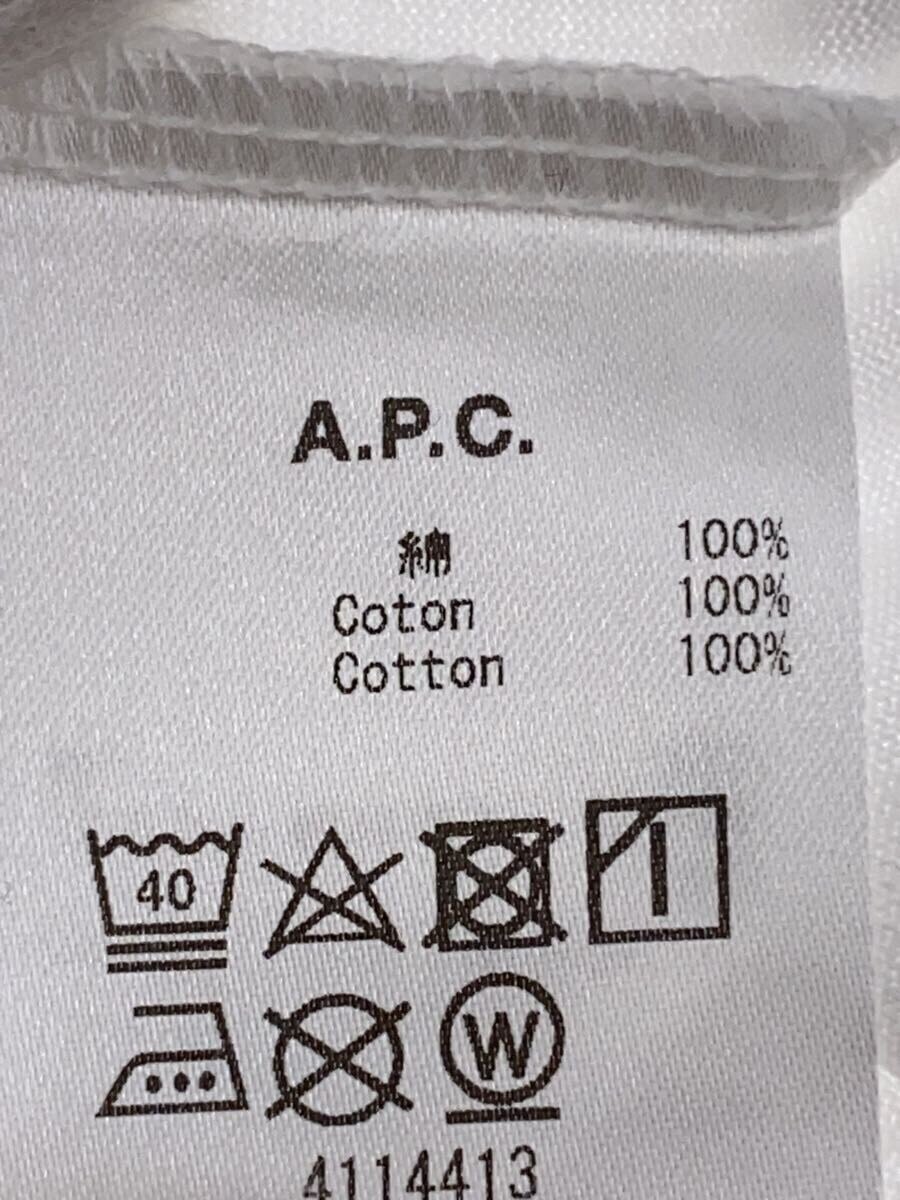 A.P.C.
綿 100%
Coton 100%
Cotton 100%
40
W
4114413